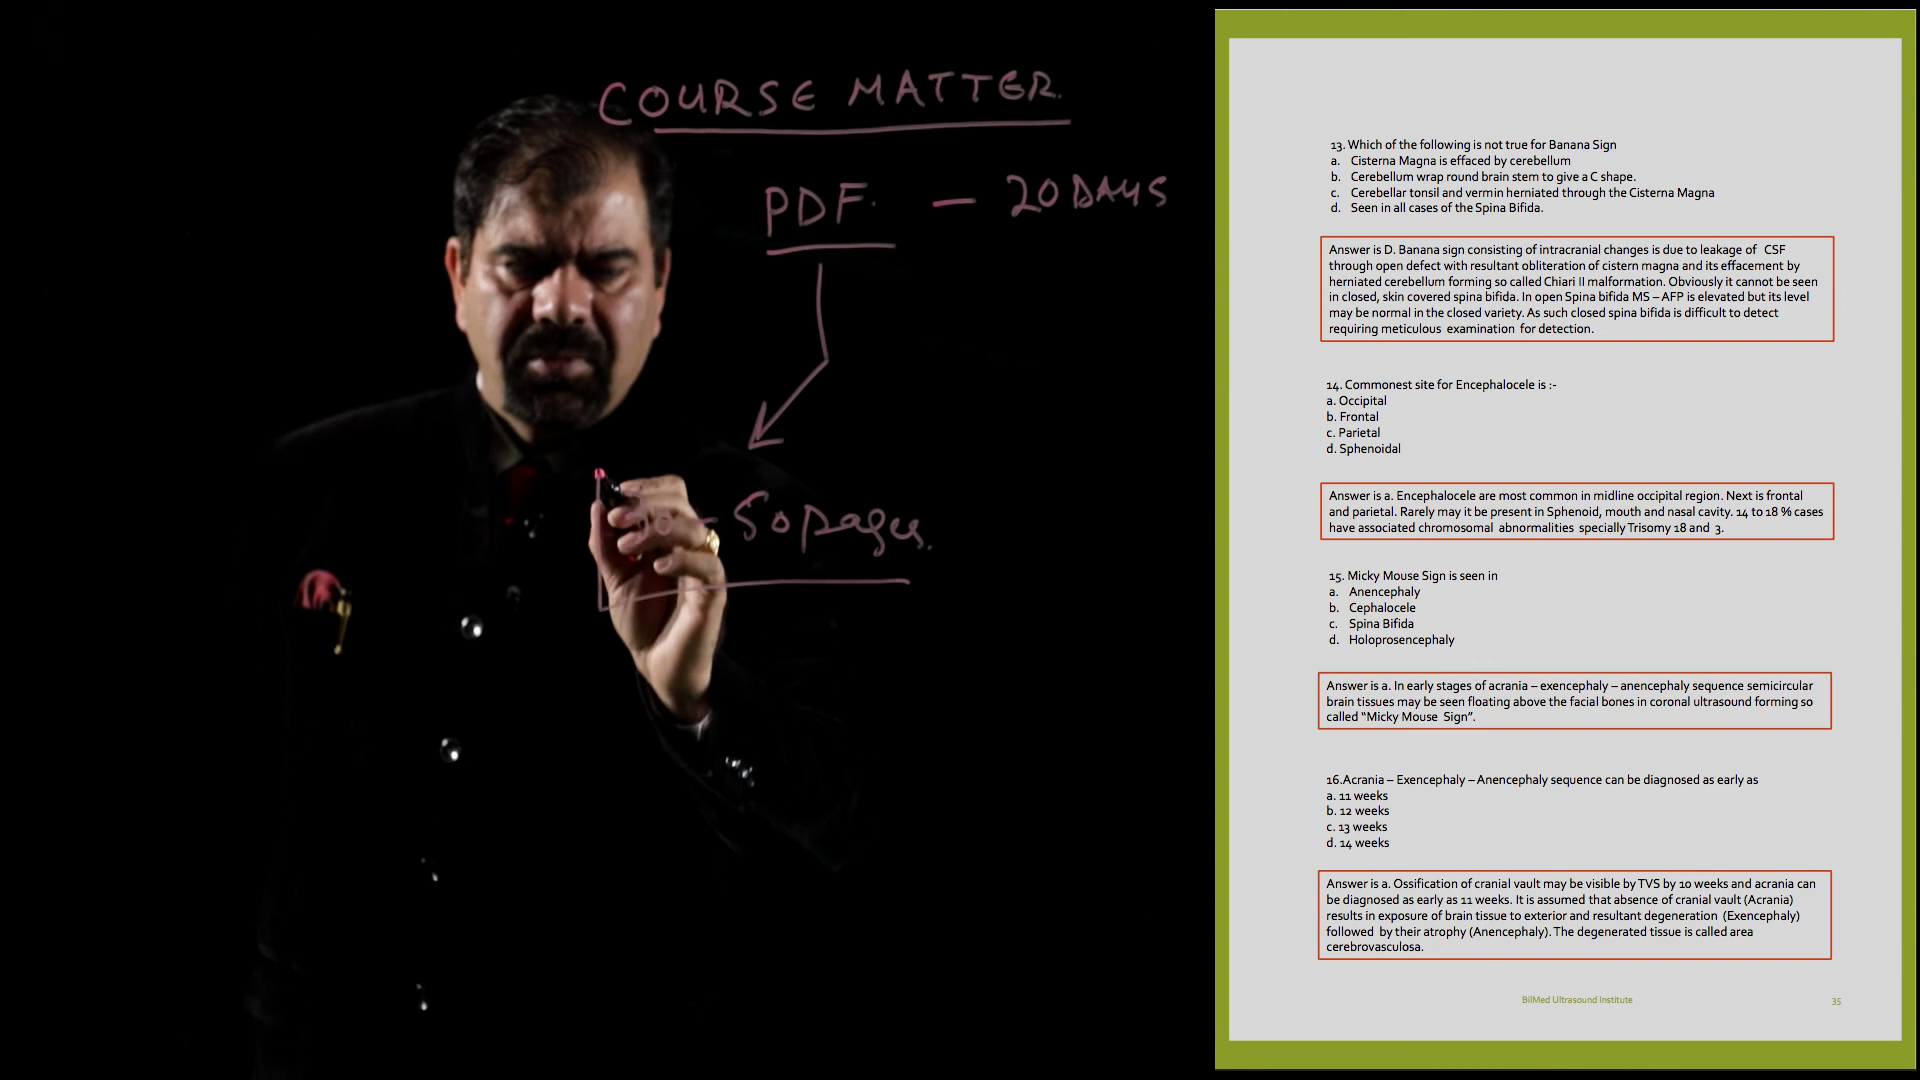 COURSE MATTER.
PDF. — 20 DAYS
50 pages.
13. Which of the following is not true for Banana Sign
a. Cisterna Magna is effaced by cerebellum
b. Cerebellum wrap round brain stem to give a C shape.
c. Cerebellar tonsil and vermin herniated through the Cisterna Magna
d. Seen in all cases of the Spina Bifida.
Answer is D. Banana sign consisting of intracranial changes is due to leakage of CSF
through open defect with resultant obliteration of cistern magna and its effacement by
herniated cerebellum forming so called Chiari II malformation. Obviously it cannot be seen
in closed, skin covered spina bifida. In open Spina bifida MS – AFP is elevated but its level
may be normal in the closed variety. As such closed spina bifida is difficult to detect
requiring meticulous examination for detection.
14. Commonest site for Encephalocele is :-
a. Occipital
b. Frontal
c. Parietal
d. Sphenoidal
Answer is a. Encephalocele are most common in midline occipital region. Next is frontal
and parietal. Rarely may it be present in Sphenoid, mouth and nasal cavity. 14 to 18 % cases
have associated chromosomal abnormalities specially Trisomy 18 and 3.
15. Micky Mouse Sign is seen in
a. Anencephaly
b. Cephalocele
c. Spina Bifida
d. Holoprosencephaly
Answer is a. In early stages of acrania – exencephaly – anencephaly sequence semicircular
brain tissues may be seen floating above the facial bones in coronal ultrasound forming so
called “Micky Mouse Sign”.
16.Acrania – Exencephaly – Anencephaly sequence can be diagnosed as early as
a. 11 weeks
b. 12 weeks
c. 13 weeks
d. 14 weeks
Answer is a. Ossification of cranial vault may be visible by TVS by 10 weeks and acrania can
be diagnosed as early as 11 weeks. It is assumed that absence of cranial vault (Acrania)
results in exposure of brain tissue to exterior and resultant degeneration (Exencephaly)
followed by their atrophy (Anencephaly). The degenerated tissue is called area
cerebrovasculosa.
BilMed Ultrasound Institute 35